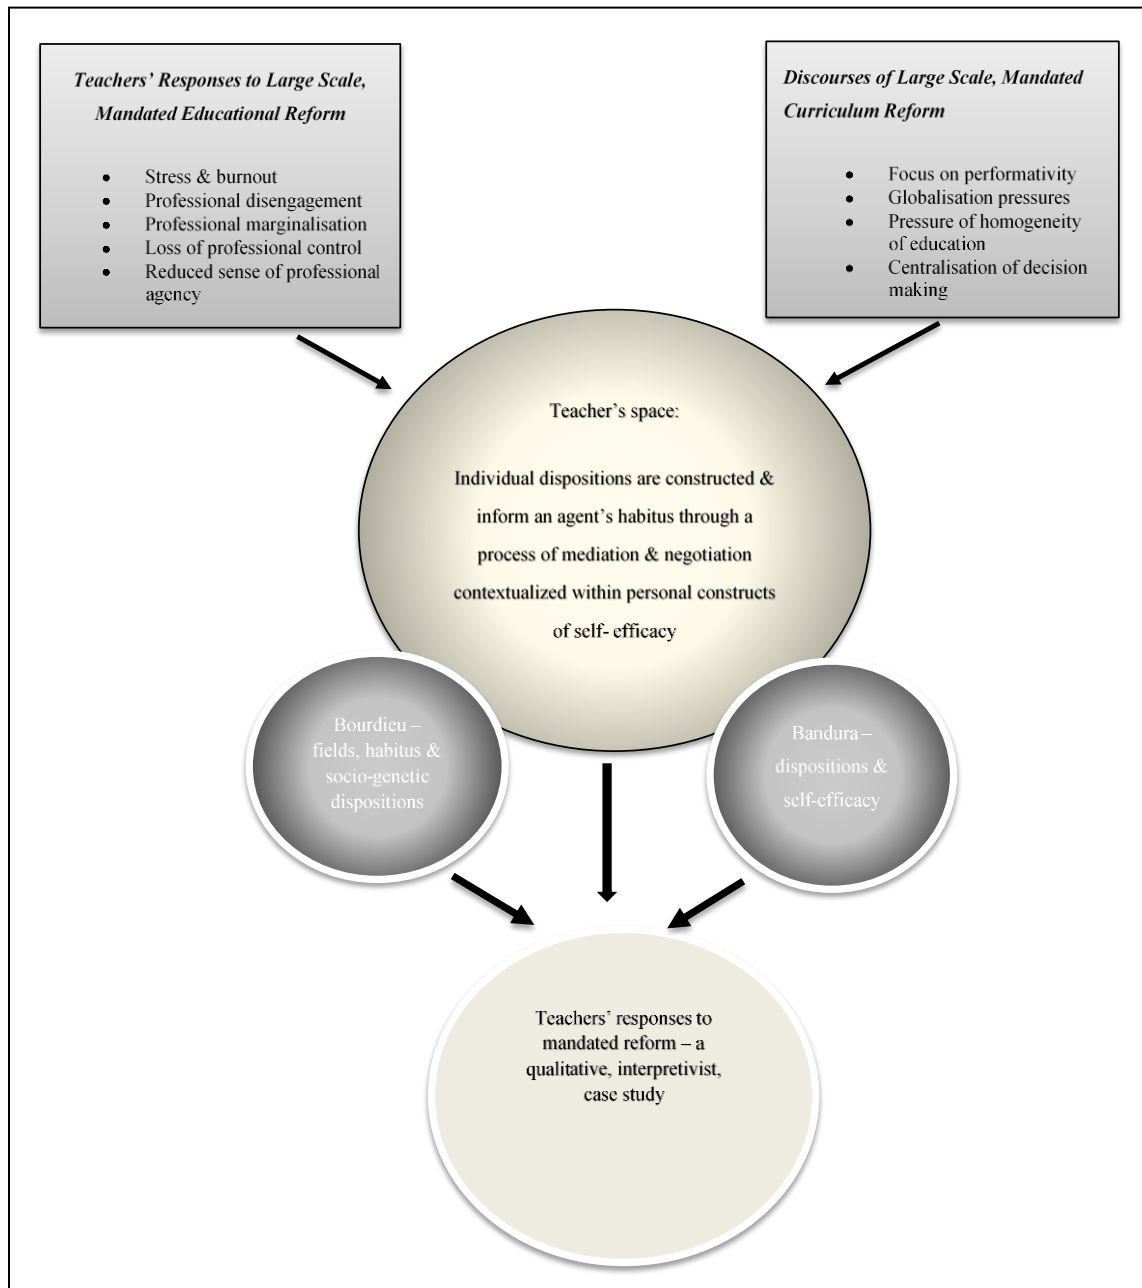 Teachers’ Responses to Large Scale,
Mandated Educational Reform
• Stress & burnout
• Professional disengagement
• Professional marginalisation
• Loss of professional control
• Reduced sense of professional
agency
Discourses of Large Scale, Mandated
Curriculum Reform
• Focus on performativity
• Globalisation pressures
• Pressure of homogeneity
of education
• Centralisation of decision
making
Teacher’s space:
Individual dispositions are constructed &
inform an agent’s habitus through a
process of mediation & negotiation
contextualized within personal constructs
of self- efficacy
Bourdieu –
fields, habitus &
socio-genetic
dispositions
Bandura –
dispositions &
self-efficacy
Teachers’ responses to
mandated reform – a
qualitative, interpretivist,
case study